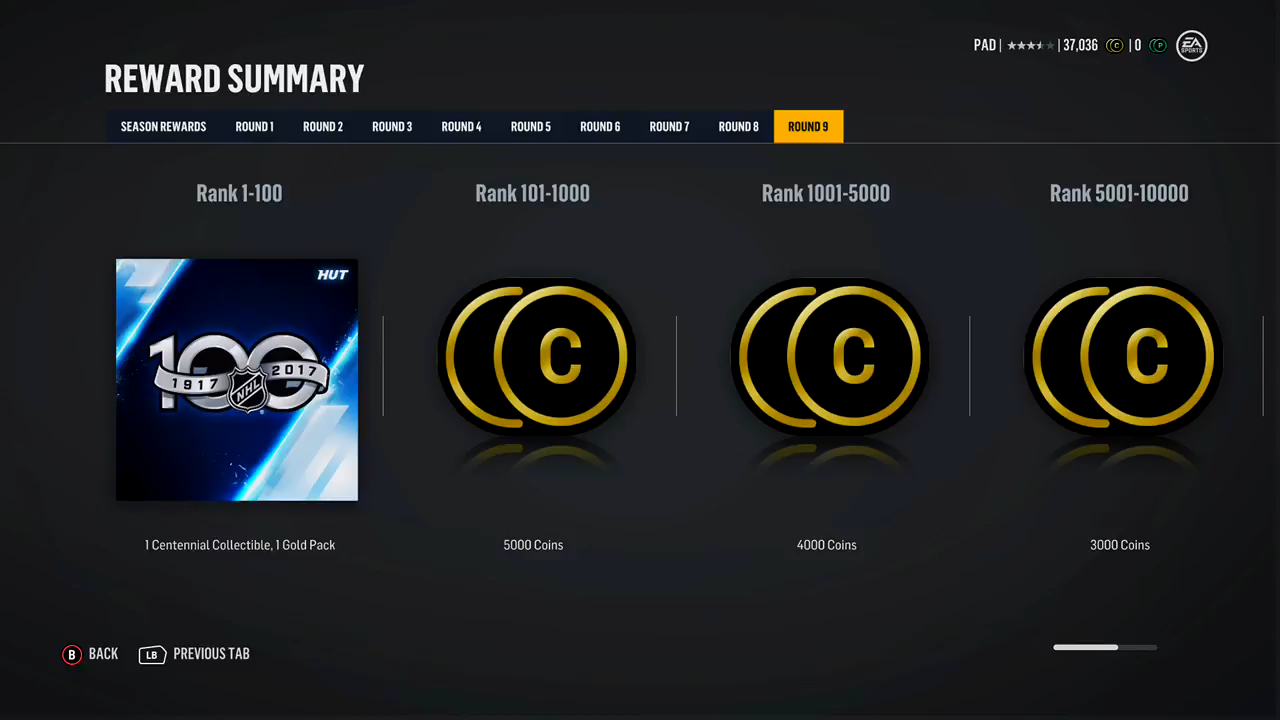 PAD | | 37,036 C | 0 P EA SPORTS
REWARD SUMMARY
SEASON REWARDS ROUND 1 ROUND 2 ROUND 3 ROUND 4 ROUND 5 ROUND 6 ROUND 7 ROUND 8 ROUND 9
Rank 1-100 Rank 101-1000 Rank 1001-5000 Rank 5001-10000
HUT
100
1917 NHL 2017
C C C
1 Centennial Collectible, 1 Gold Pack 5000 Coins 4000 Coins 3000 Coins
B BACK LB PREVIOUS TAB